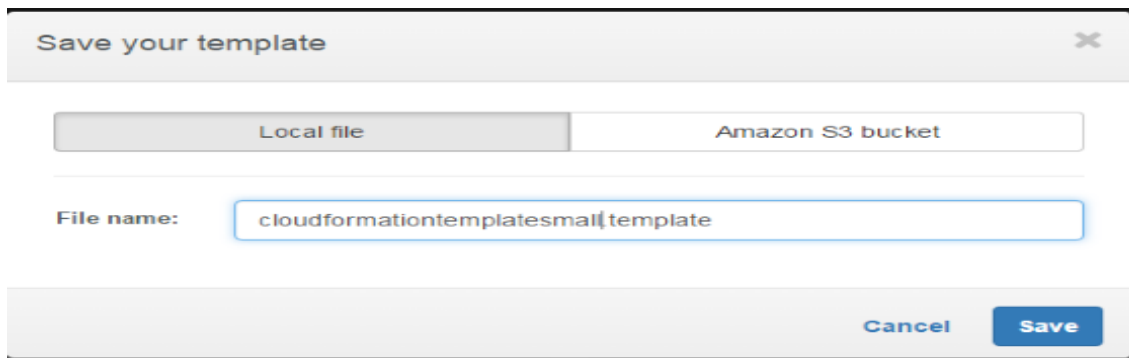 Save your template
Local file
Amazon S3 bucket
File name:
cloudformationtemplatesmall.template
Cancel
Save